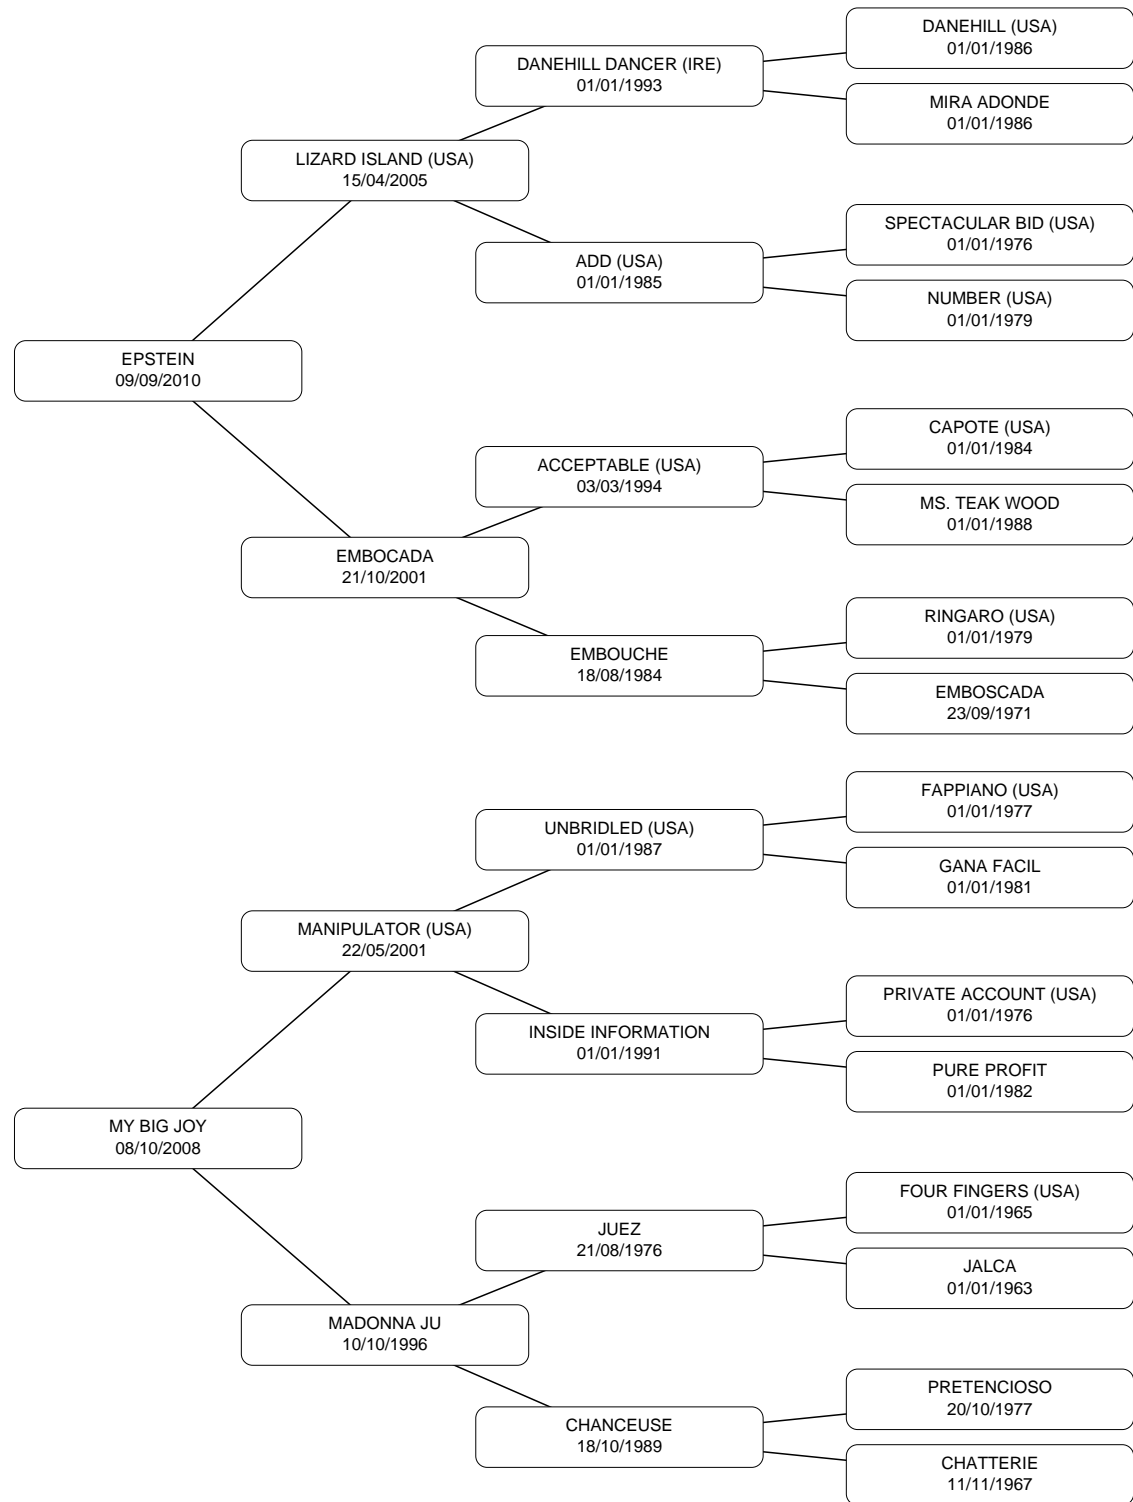 DANEHILL (USA)
01/01/1986
DANEHILL DANCER (IRE)
01/01/1993
MIRA ADONDE
01/01/1986
LIZARD ISLAND (USA)
15/04/2005
SPECTACULAR BID (USA)
01/01/1976
ADD (USA)
01/01/1985
NUMBER (USA)
01/01/1979
EPSTEIN
09/09/2010
CAPOTE (USA)
01/01/1984
ACCEPTABLE (USA)
03/03/1994
MS. TEAK WOOD
01/01/1988
EMBOCADA
21/10/2001
RINGARO (USA)
01/01/1979
EMBOUCHE
18/08/1984
EMBOSCADA
23/09/1971
FAPPIANO (USA)
01/01/1977
UNBRIDLED (USA)
01/01/1987
GANA FACIL
01/01/1981
MANIPULATOR (USA)
22/05/2001
PRIVATE ACCOUNT (USA)
01/01/1976
INSIDE INFORMATION
01/01/1991
PURE PROFIT
01/01/1982
MY BIG JOY
08/10/2008
FOUR FINGERS (USA)
01/01/1965
JUEZ
21/08/1976
JALCA
01/01/1963
MADONNA JU
10/10/1996
PRETENCIOSO
20/10/1977
CHANCEUSE
18/10/1989
CHATTERIE
11/11/1967